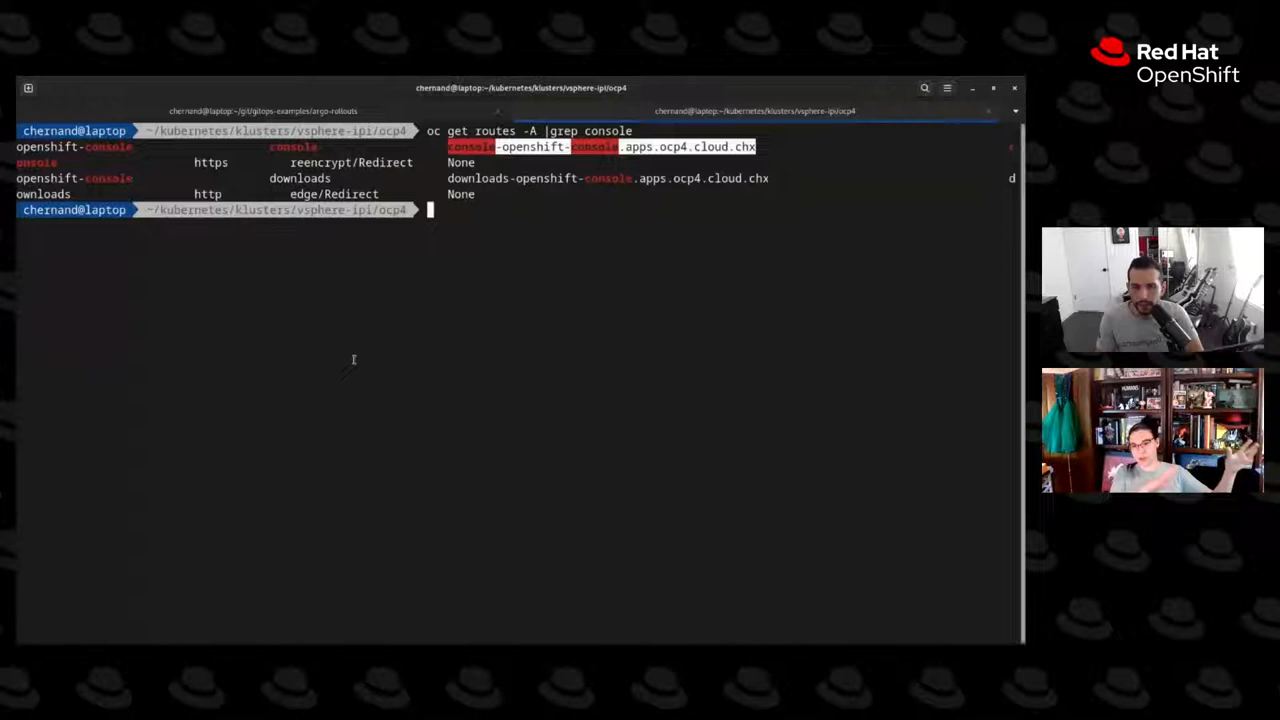 Red Hat
OpenShift
chernand@laptop:~/kubernetes/klusters/vsphere-ipi/ocp4
chernand@laptop:~/git/gitops-examples/argo-rollouts
chernand@laptop:~/kubernetes/klusters/vsphere-ipi/ocp4
chernand@laptop ~/kubernetes/klusters/vsphere-ipi/ocp4 oc get routes -A |grep console
openshift-console console console-openshift-console.apps.ocp4.cloud.chx c
onsole https reencrypt/Redirect None
openshift-console downloads downloads-openshift-console.apps.ocp4.cloud.chx d
ownloads http edge/Redirect None
chernand@laptop ~/kubernetes/klusters/vsphere-ipi/ocp4